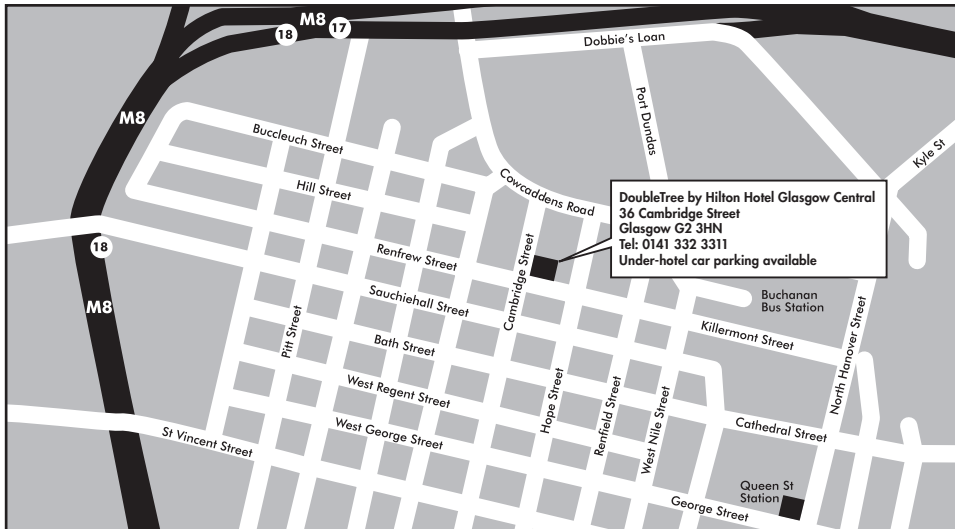 M8
17
18
Dobbie's Loan
M8
Port Dundas
Buccleuch Street
Kyle St
Hill Street
Cowcaddens Road
DoubleTree by Hilton Hotel Glasgow Central
36 Cambridge Street
Glasgow G2 3HN
Tel: 0141 332 3311
Under-hotel car parking available
18
Renfrew Street
Cambridge Street
M8
Sauchiehall Street
Buchanan
Bus Station
Pitt Street
Killermont Street
North Hanover Street
Bath Street
West Regent Street
Hope Street
Renfield Street
West Nile Street
West George Street
Cathedral Street
St Vincent Street
Queen St
Station
George Street